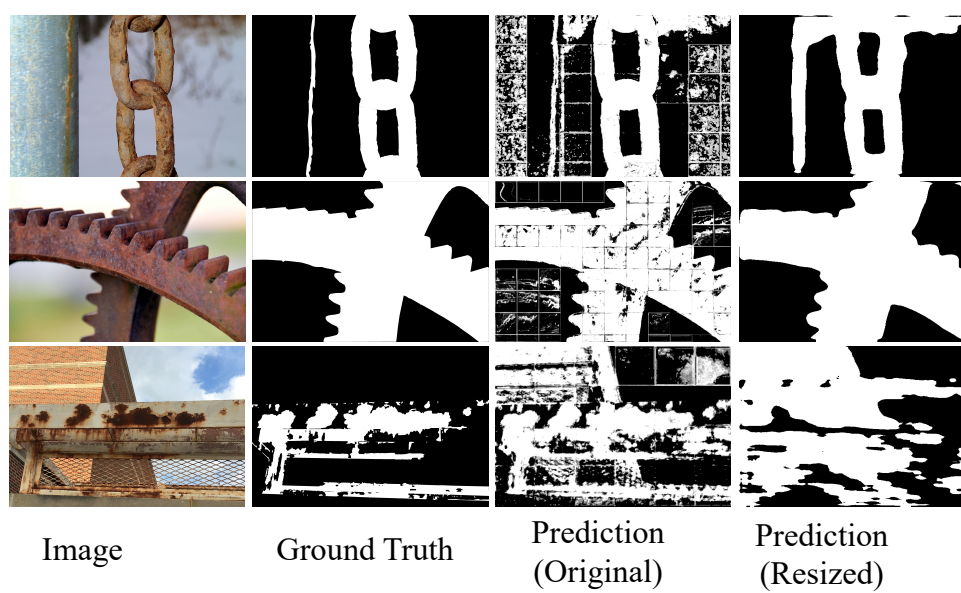 Image
Ground Truth
Prediction
(Original)
Prediction
(Resized)